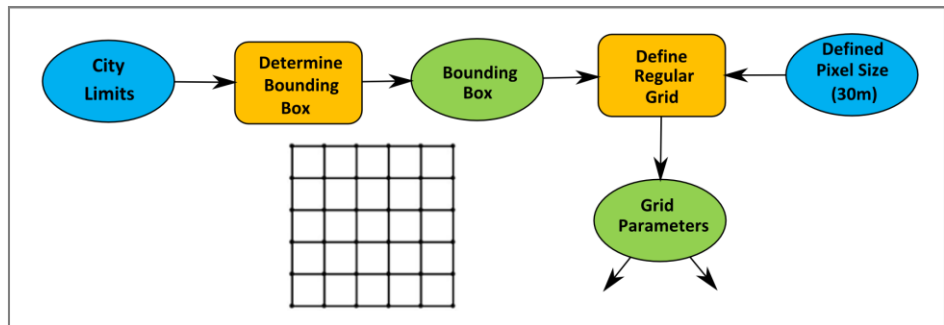 City
Limits
Determine
Bounding
Box
Bounding
Box
Define
Regular
Grid
Defined
Pixel Size
(30m)
Grid
Parameters